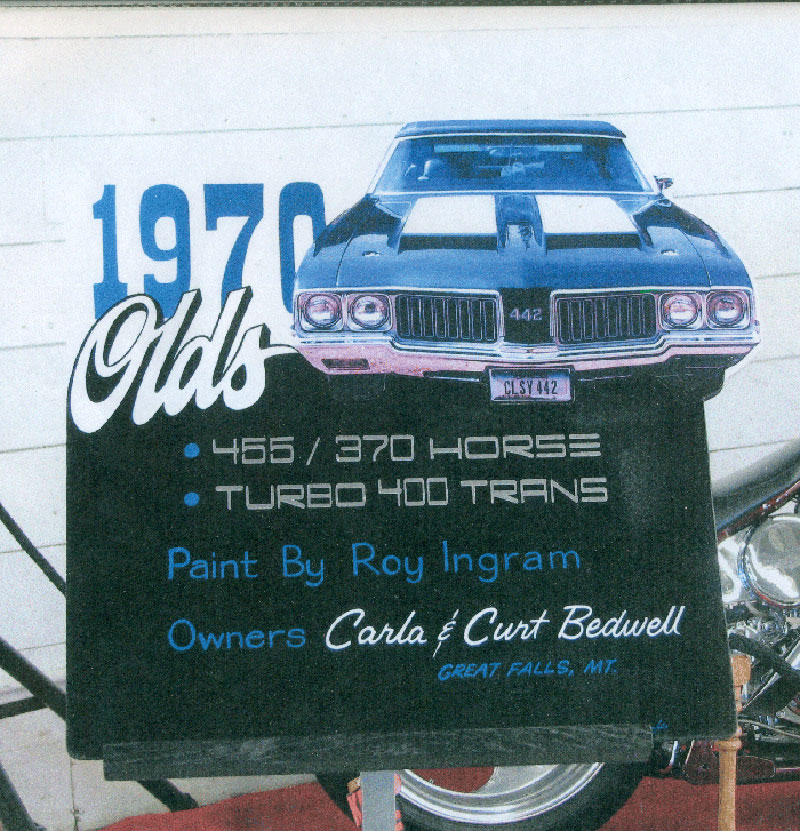 1970
Olds
442
CLSY 442
• 455 / 370 HORSE
• TURBO 400 TRANS
Paint By Roy Ingram
Owners Carla & Curt Bedwell
GREAT FALLS, MT.